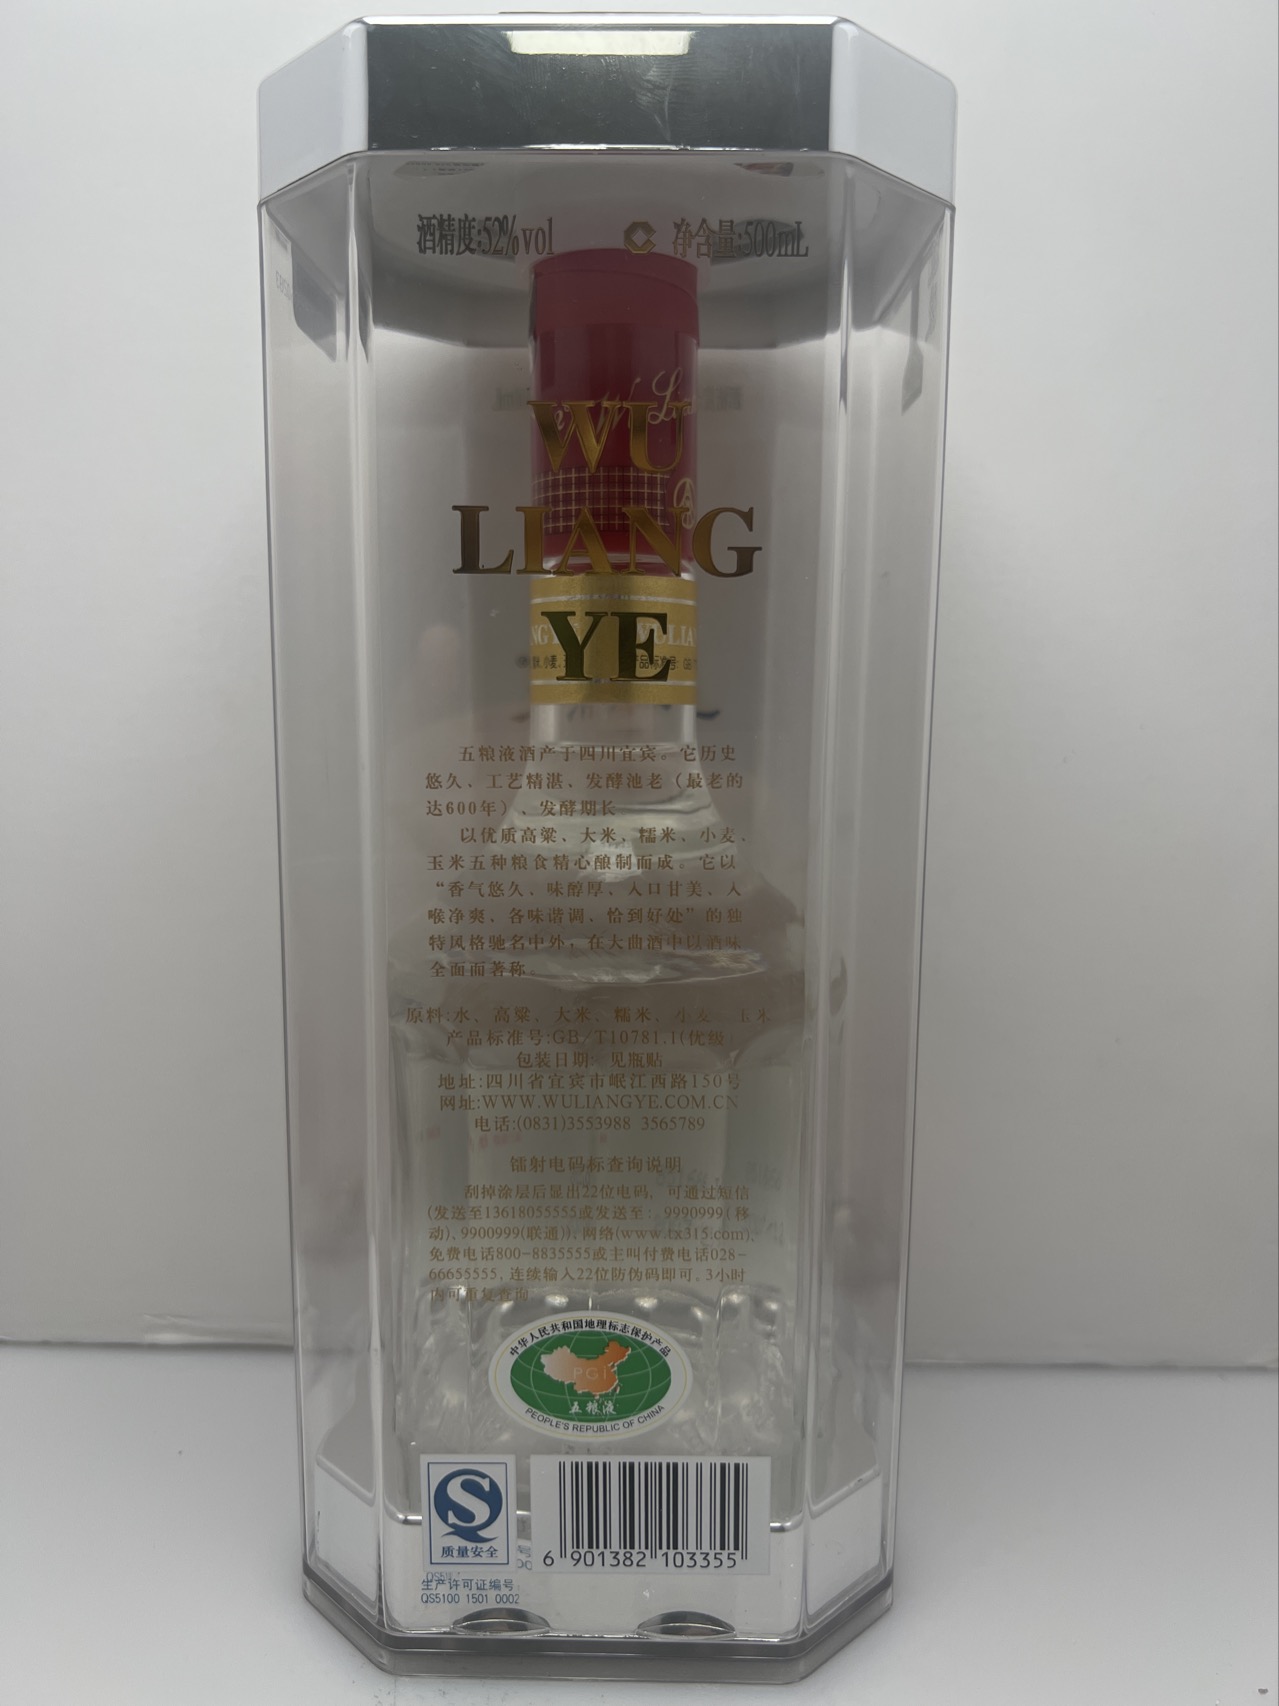 酒精度:52%vol
净含量:500mL
WU
LIANG
YE
五粮液酒产于四川宜宾。它历史
悠久、工艺精湛、发酵池老（最老的
达600年）、发酵期长
以优质高粱、大米、糯米、小麦、
玉米五种粮食精心酿制而成。它以
“香气悠久、味醇厚、入口甘美、入
喉净爽、各味谐调、恰到好处”的独
特风格驰名中外，在大曲酒中以酒味
全面而著称。
原料:水、高粱、大米、糯米、小麦、玉米
产品标准号:GB/T10781.1(优级)
包装日期: 见瓶贴
地址:四川省宜宾市岷江西路150号
网址:WWW.WULIANGYE.COM.CN
电话:(0831)3553988 3565789
镭射电码标查询说明
刮掉涂层后显出22位电码，可通过短信
(发送至13618055555或发送至：9990999(移
动)、9900999(联通));网络(www.tx315.com);
免费电话800-8835555或主叫付费电话028-
66655555，连续输入22位防伪码即可。3小时
内可重复查询
中华人民共和国地理标志保护产品
PGI
五粮液
PEOPLE'S REPUBLIC OF CHINA
质量安全
6 901382 103355
生产许可证编号:
QS5100 1501 0002